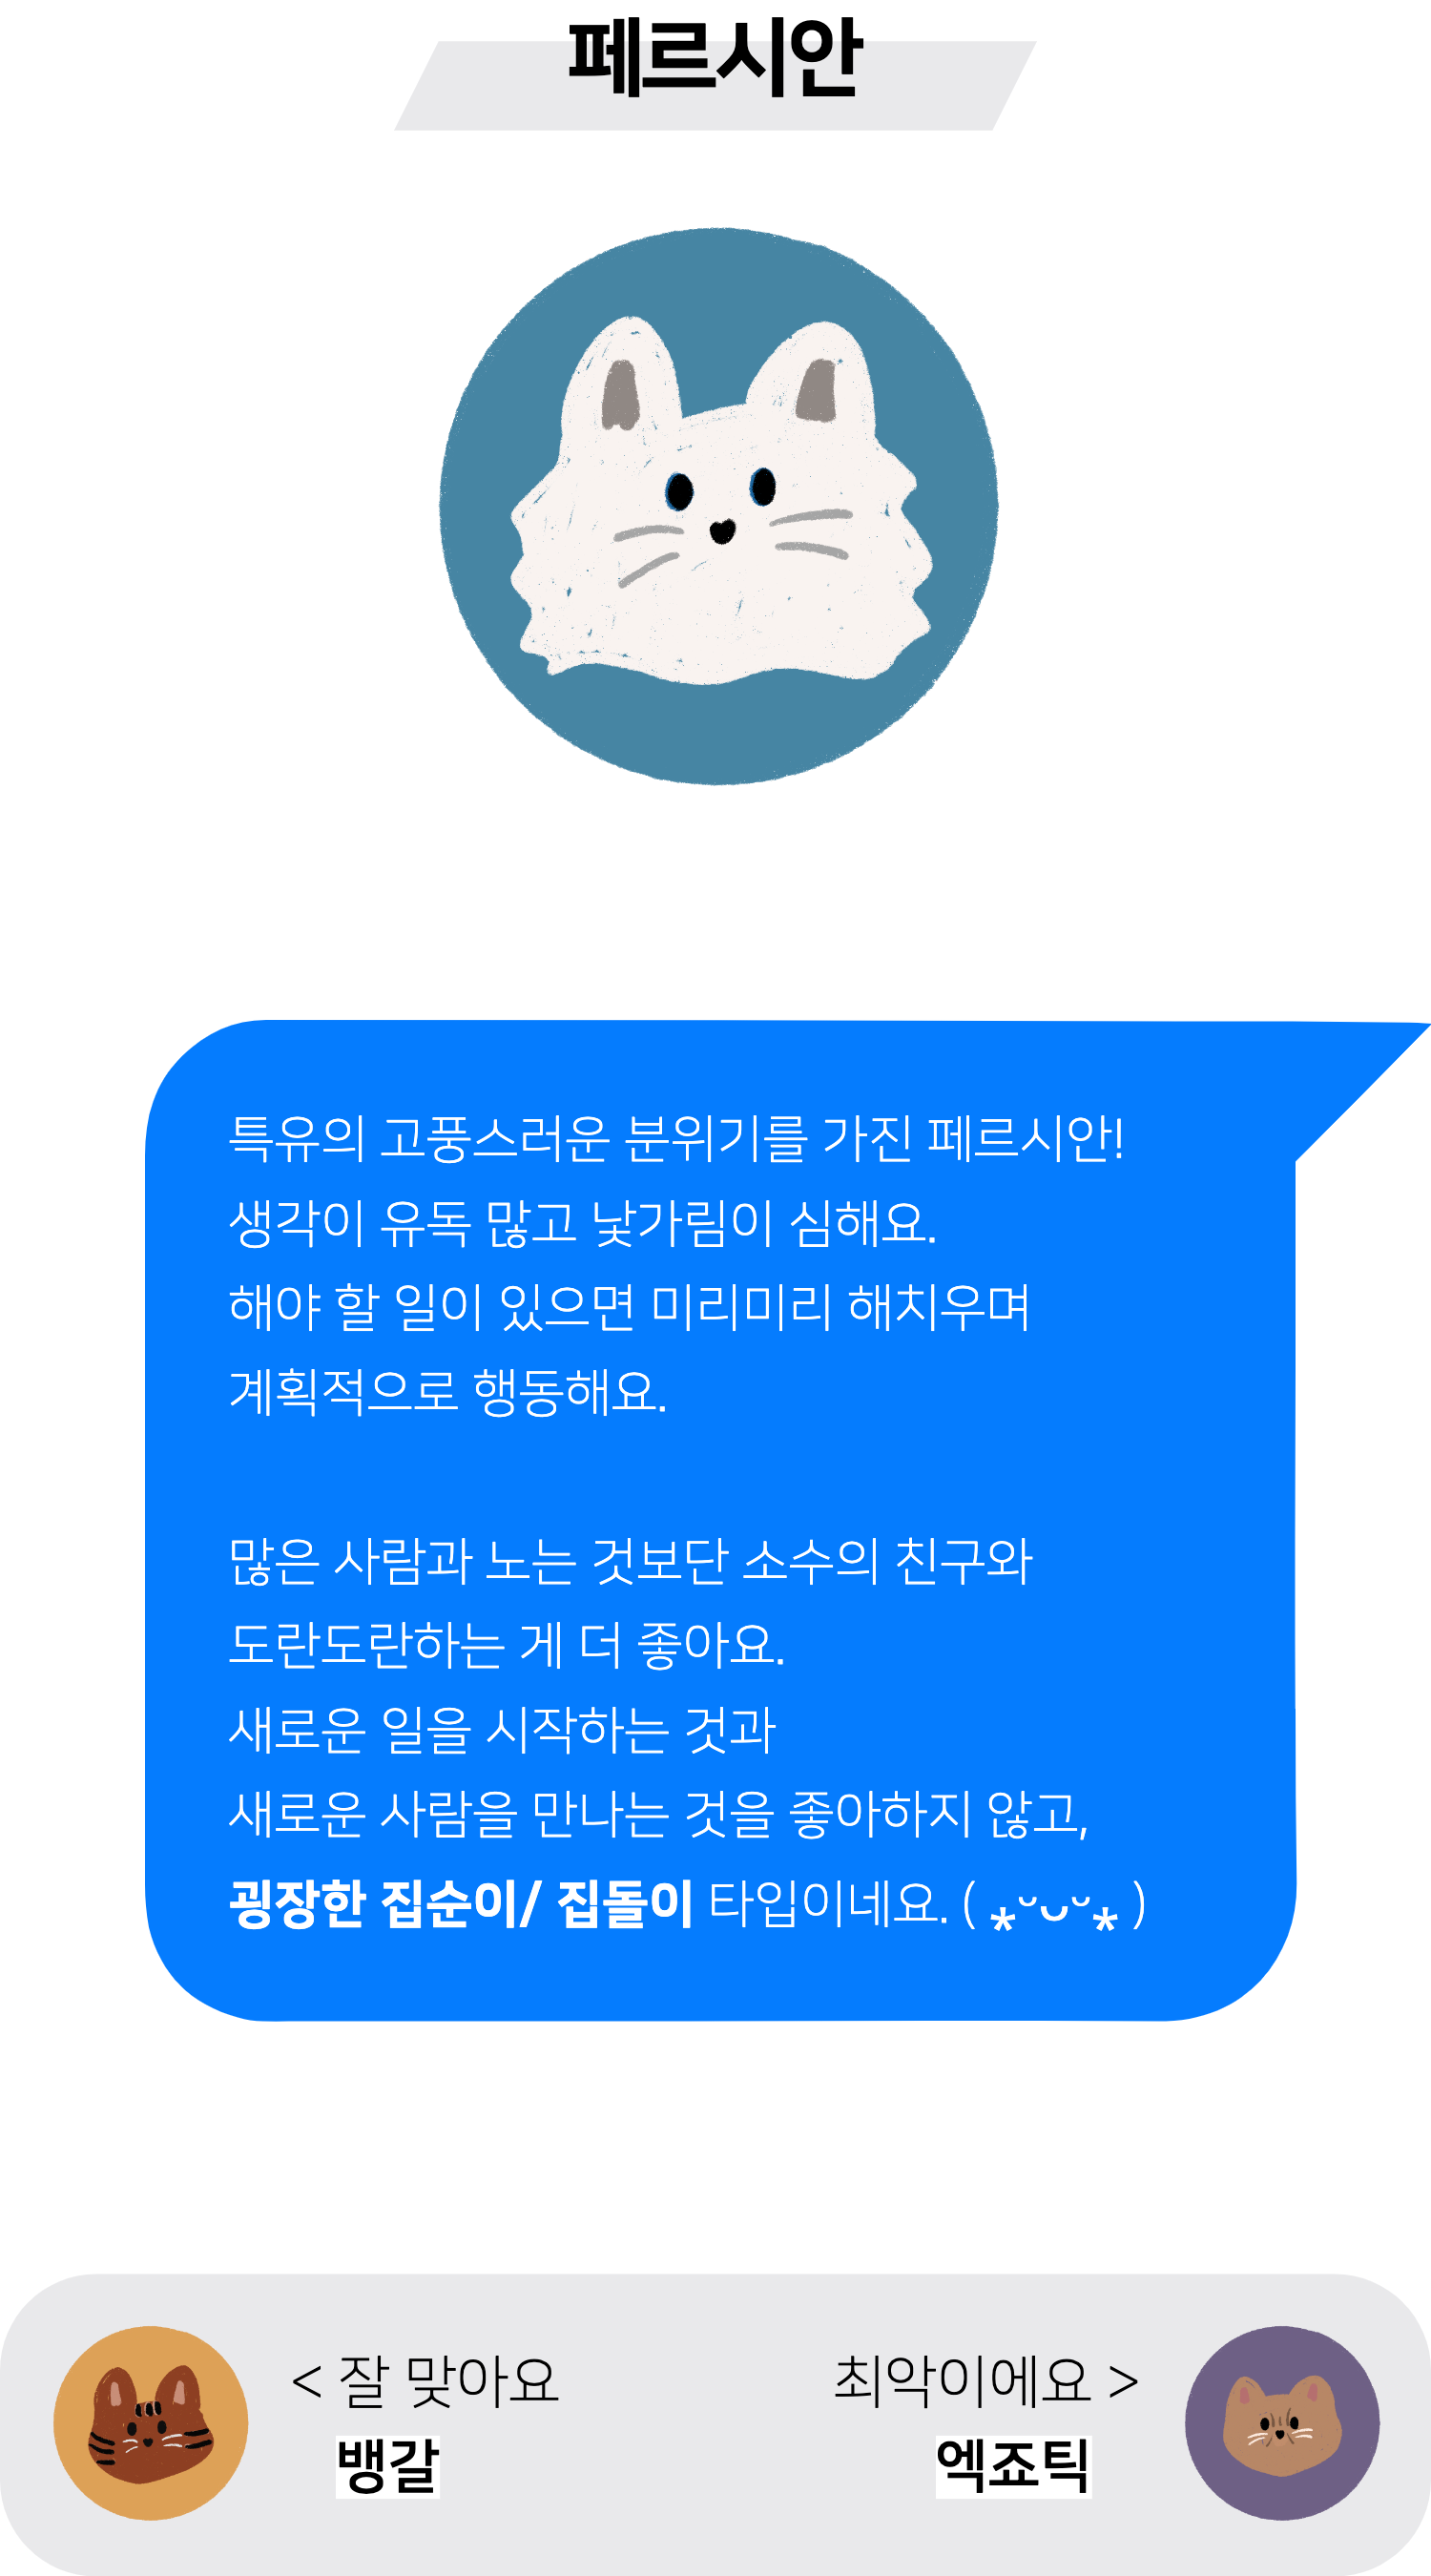 페르시안
특유의 고풍스러운 분위기를 가진 페르시안!
생각이 유독 많고 낯가림이 심해요.
해야 할 일이 있으면 미리미리 해치우며
계획적으로 행동해요.
많은 사람과 노는 것보단 소수의 친구와
도란도란하는 게 더 좋아요.
새로운 일을 시작하는 것과
새로운 사람을 만나는 것을 좋아하지 않고,
굉장한 집순이/ 집돌이 타입이네요. ( ⁎ᵕᴗᵕ⁎ )
< 잘 맞아요
뱅갈
최악이에요 >
엑죠틱